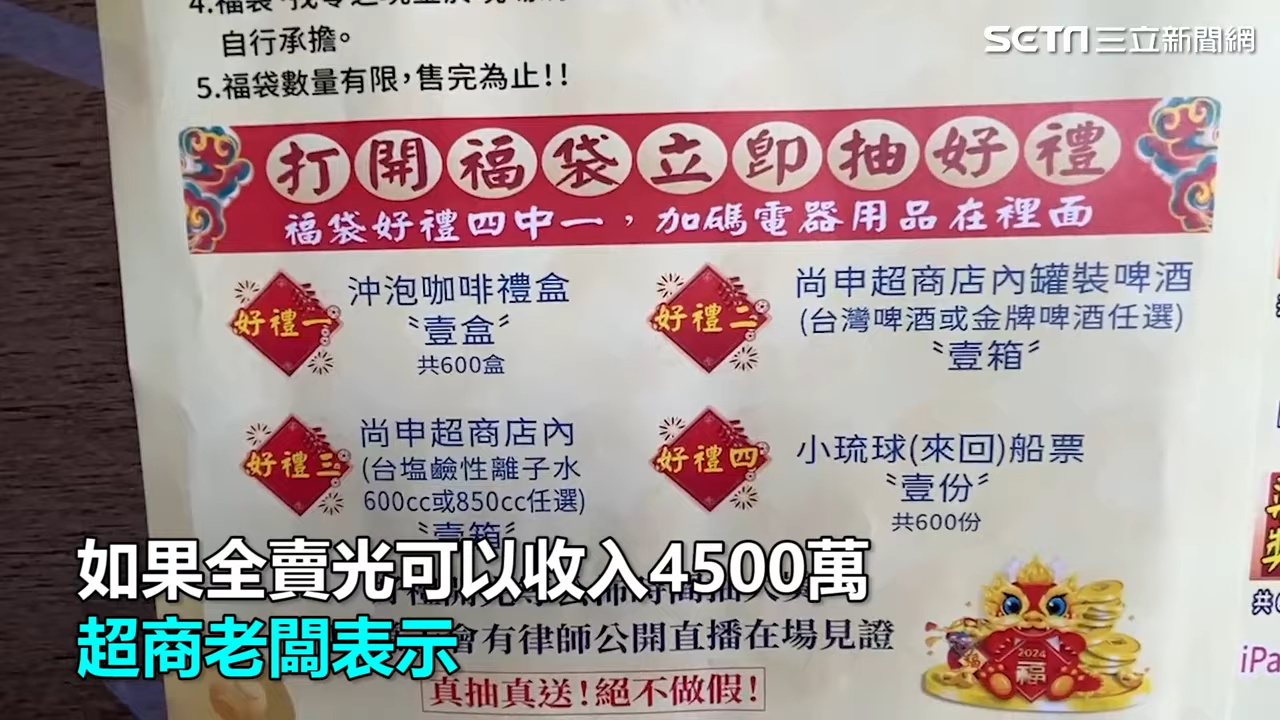 SETN三立新聞網
4.福袋
自行承擔。
5.福袋數量有限,售完為止!!
打開福袋立即抽好禮
福袋好禮四中一,加碼電器用品在裡面
好禮一
沖泡咖啡禮盒
〝壹盒〞
共600盒
好禮二
尚申超商店內罐裝啤酒
(台灣啤酒或金牌啤酒任選)
〝壹箱〞
好禮三
尚申超商店內
(台塩鹼性離子水
600cc或850cc任選)
〝壹箱〞
好禮四
小琉球(來回)船票
〝壹份〞
共600份
如果全賣光可以收入4500萬
會有律師公開直播在場見證
超商老闆表示
真抽真送!絕不做假!
2024
福
iPa